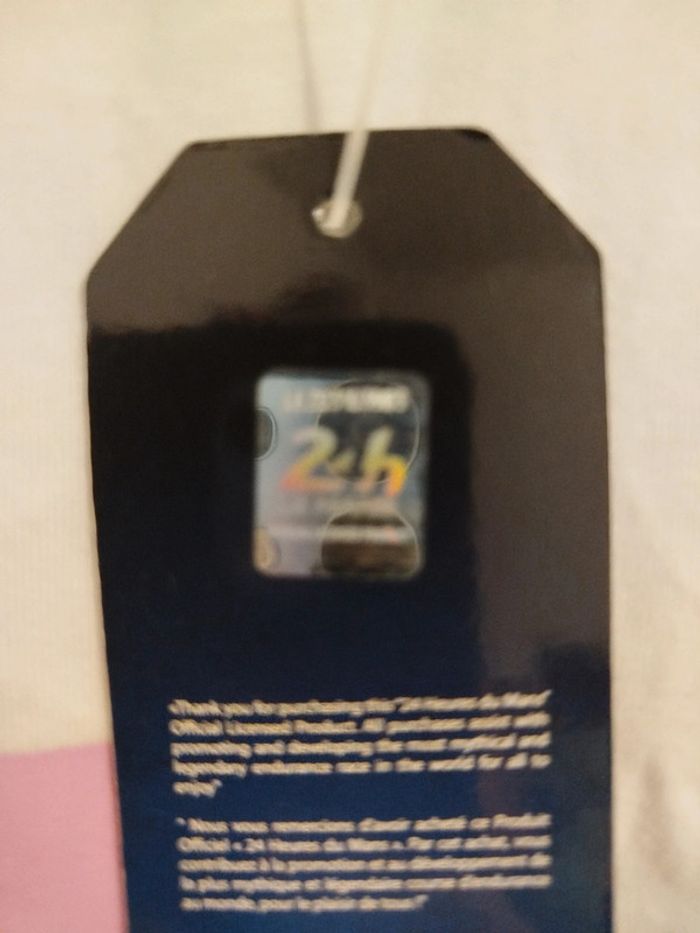 24h
"Thank you for purchasing this "24 Heures du Mans"
Official Licensed Product. All purchases assist with
promoting and developing the most mythical and
legendary endurance race in the world for all to
enjoy"
" Nous vous remercions d'avoir acheté ce Produit
Officiel « 24 Heures du Mans ». Par cet achat, vous
contribuez à la promotion et au développement de
la plus mythique et légendaire course d'endurance
au monde, pour le plaisir de tous!"